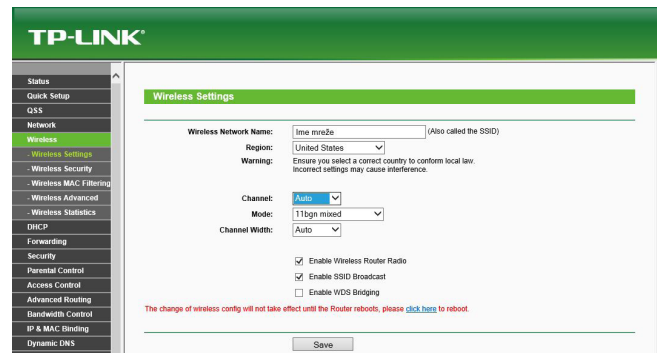 TP-LINK®
Status
Quick Setup
QSS
Network
Wireless
- Wireless Settings
- Wireless Security
- Wireless MAC Filtering
- Wireless Advanced
- Wireless Statistics
DHCP
Forwarding
Security
Parental Control
Access Control
Advanced Routing
Bandwidth Control
IP & MAC Binding
Dynamic DNS
Wireless Settings
Wireless Network Name: Ime mreže (Also called the SSID)
Region: United States
Warning: Ensure you select a correct country to conform local law.
Incorrect settings may cause interference.
Channel: Auto
Mode: 11bgn mixed
Channel Width: Auto
Enable Wireless Router Radio
Enable SSID Broadcast
Enable WDS Bridging
The change of wireless config will not take effect until the Router reboots, please click here to reboot.
Save